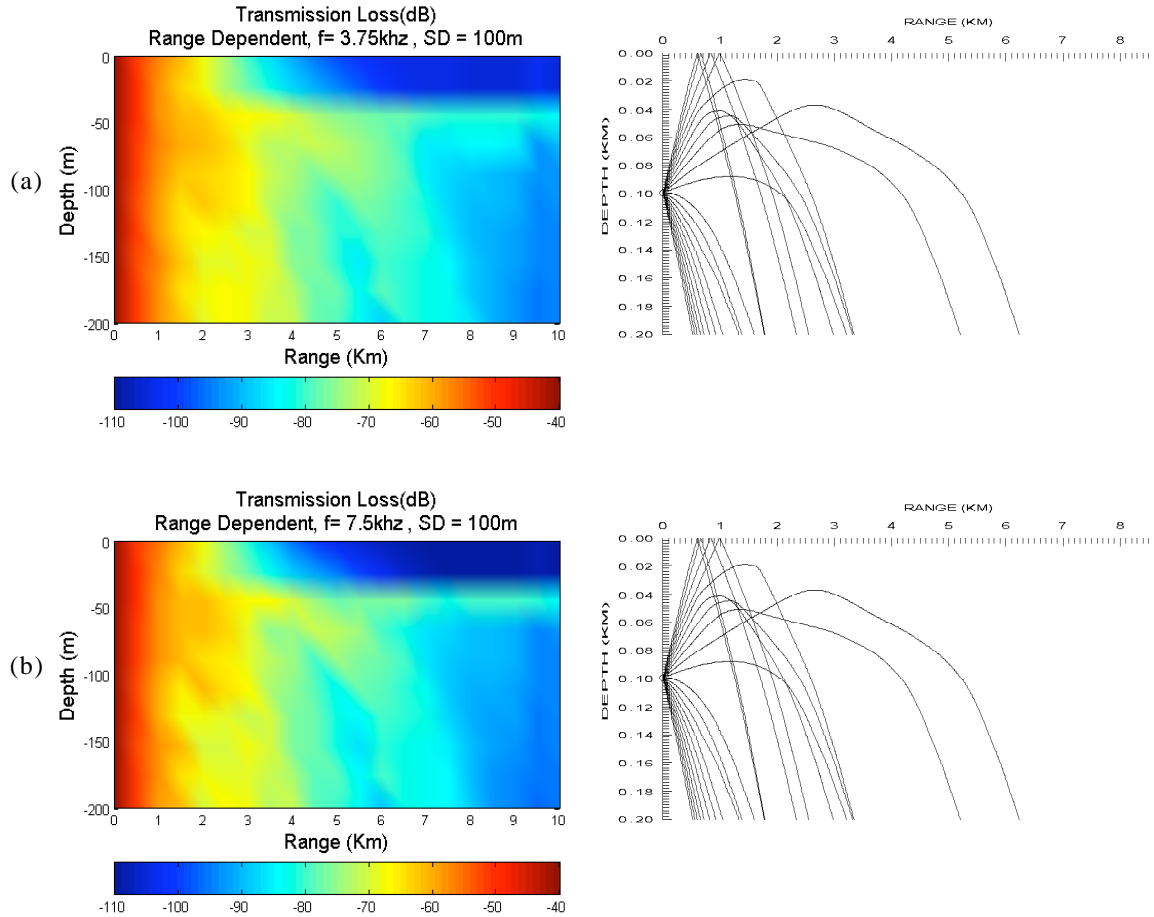 Transmission Loss(dB)
Range Dependent, f= 3.75khz , SD = 100m
(a)
Depth (m)
0
-50
-100
-150
-200
0 1 2 3 4 5 6 7 8 9 10
Range (Km)
-110 -100 -90 -80 -70 -60 -50 -40
RANGE (KM)
0 1 2 3 4 5 6 7 8
DEPTH (KM)
0.00
0.02
0.04
0.06
0.08
0.10
0.12
0.14
0.16
0.18
0.20
Transmission Loss(dB)
Range Dependent, f= 7.5khz , SD = 100m
(b)
Depth (m)
0
-50
-100
-150
-200
0 1 2 3 4 5 6 7 8 9 10
Range (Km)
-110 -100 -90 -80 -70 -60 -50 -40
RANGE (KM)
0 1 2 3 4 5 6 7 8
DEPTH (KM)
0.00
0.02
0.04
0.06
0.08
0.10
0.12
0.14
0.16
0.18
0.20